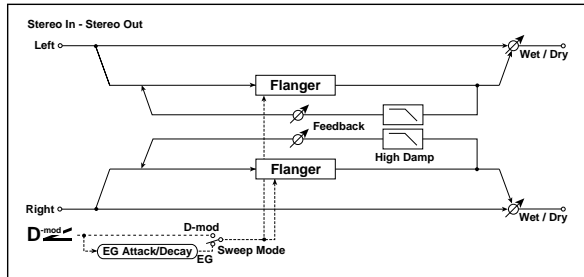 Stereo In - Stereo Out
Left
Wet / Dry
Flanger
Feedback
High Damp
Flanger
Right
Wet / Dry
D-mod
D-mod
EG Attack/Decay
EG
Sweep Mode